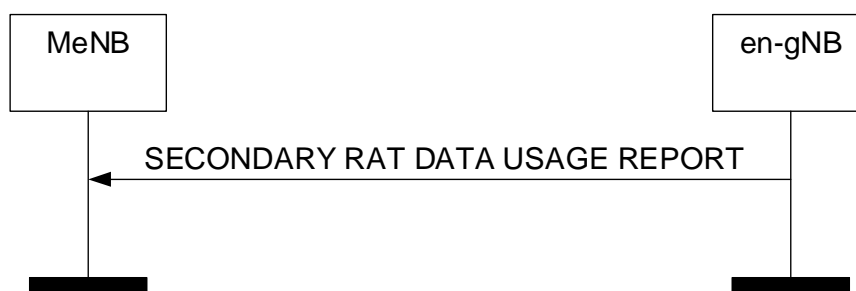 MeNB
en-gNB
SECONDARY RAT DATA USAGE REPORT